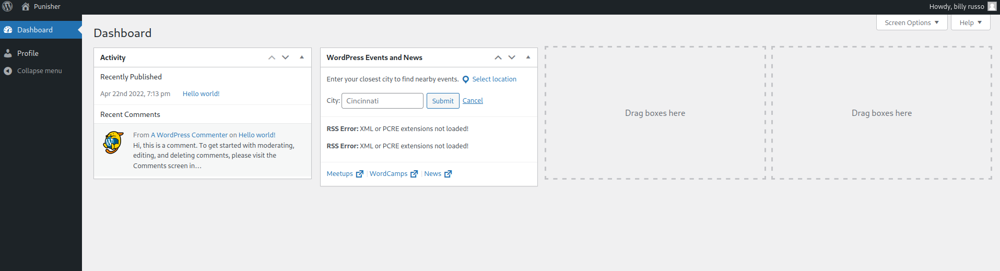 Punisher
Howdy, billy russo
Dashboard
Profile
Collapse menu
Screen Options
Help
Dashboard
Activity
Recently Published
Apr 22nd 2022, 7:13 pm Hello world!
Recent Comments
From A WordPress Commenter on Hello world!
Hi, this is a comment. To get started with moderating,
editing, and deleting comments, please visit the
Comments screen in…
WordPress Events and News
Enter your closest city to find nearby events. Select location
City: Cincinnati Submit Cancel
RSS Error: XML or PCRE extensions not loaded!
RSS Error: XML or PCRE extensions not loaded!
Meetups | WordCamps | News
Drag boxes here
Drag boxes here